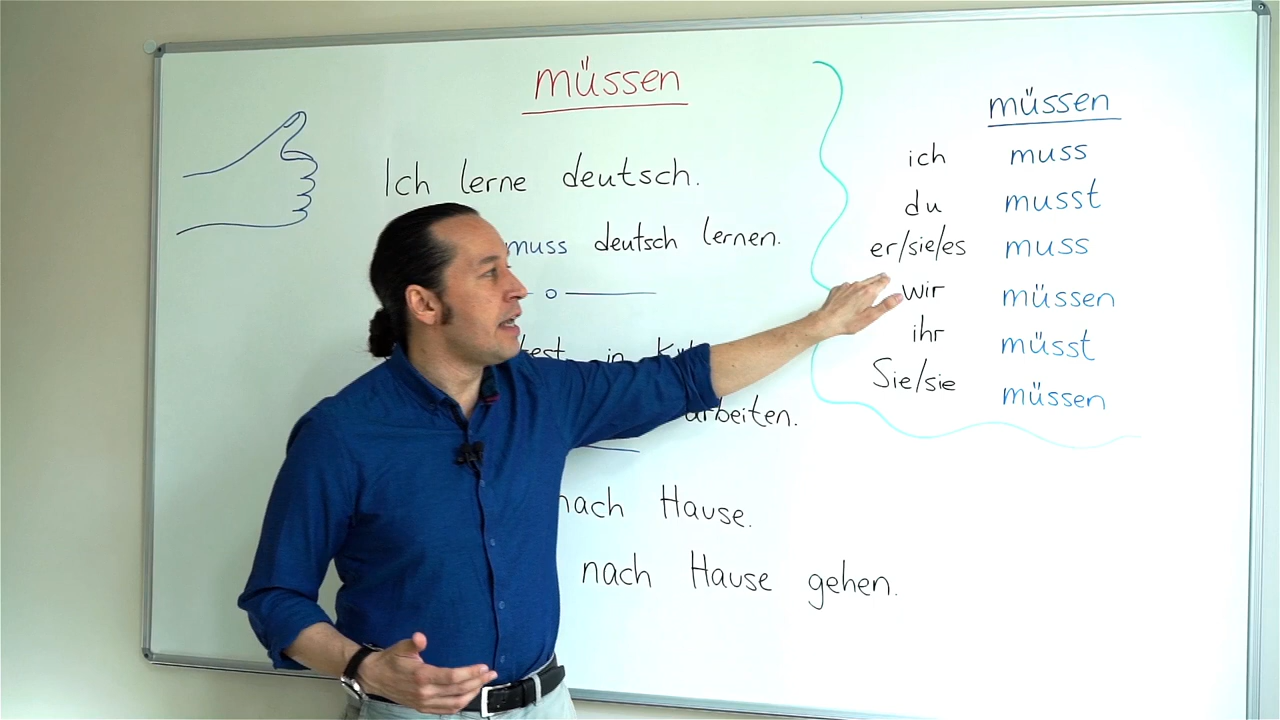 müssen
Ich lerne deutsch.
muss deutsch lernen.
in
arbeiten.
nach Hause.
nach Hause gehen.
müssen
ich muss
du musst
er/sie/es muss
wir müssen
ihr müsst
Sie/sie müssen